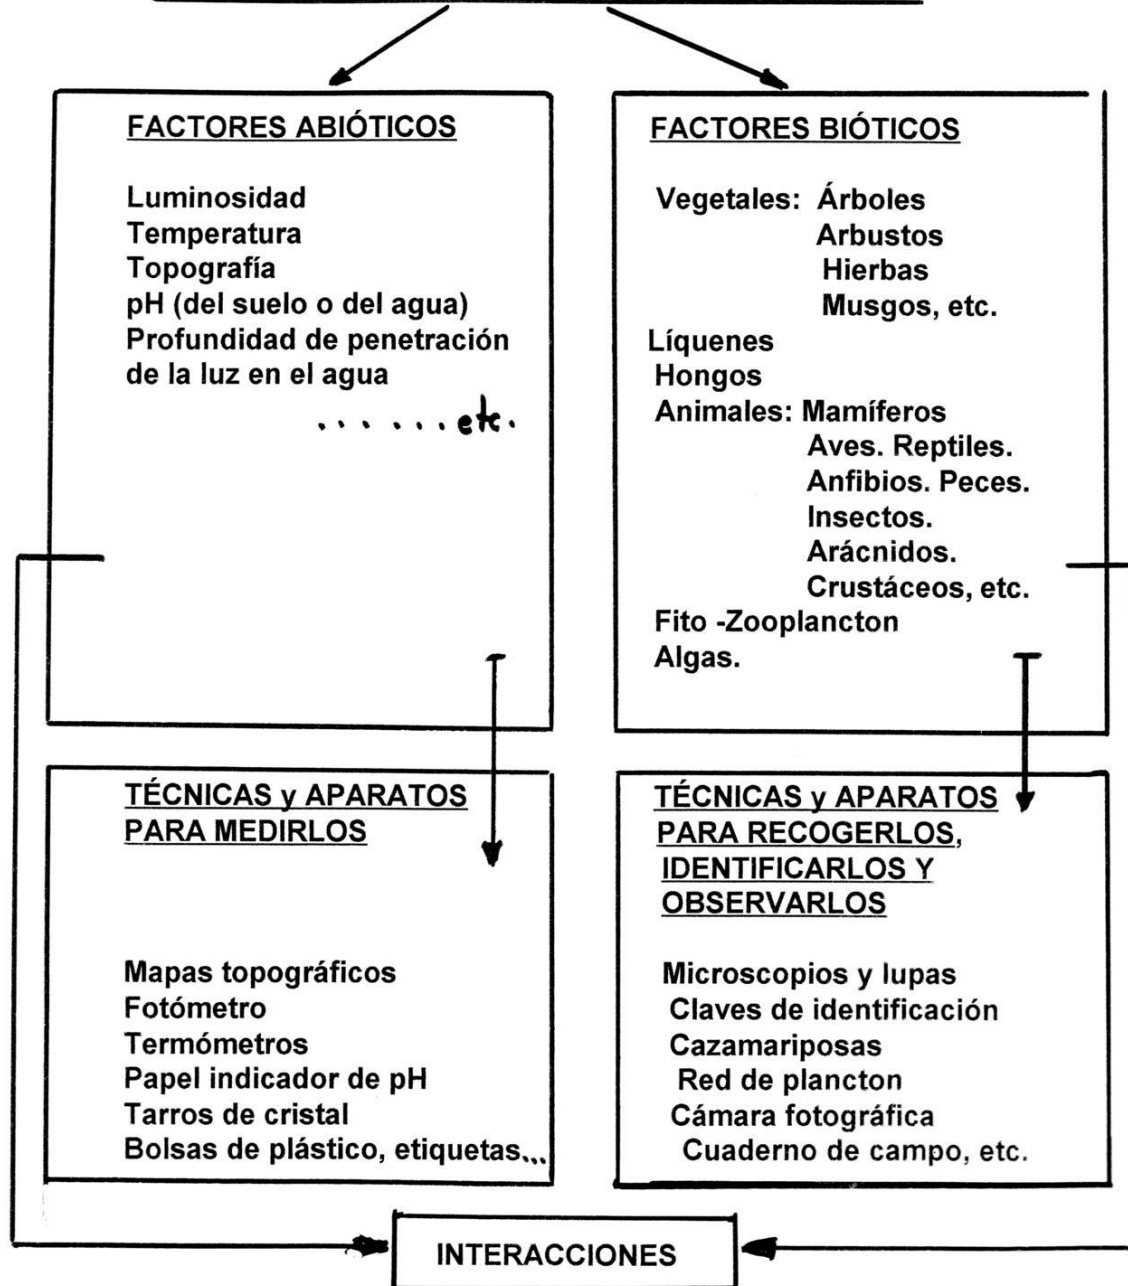 FACTORES ABIÓTICOS
Luminosidad
Temperatura
Topografía
pH (del suelo o del agua)
Profundidad de penetración
de la luz en el agua
. . . . . . etc.
FACTORES BIÓTICOS
Vegetales: Árboles
Arbustos
Hierbas
Musgos, etc.
Líquenes
Hongos
Animales: Mamíferos
Aves. Reptiles.
Anfibios. Peces.
Insectos.
Arácnidos.
Crustáceos, etc.
Fito -Zooplancton
Algas.
TÉCNICAS y APARATOS
PARA MEDIRLOS
Mapas topográficos
Fotómetro
Termómetros
Papel indicador de pH
Tarros de cristal
Bolsas de plástico, etiquetas...
TÉCNICAS y APARATOS
PARA RECOGERLOS,
IDENTIFICARLOS Y
OBSERVARLOS
Microscopios y lupas
Claves de identificación
Cazamariposas
Red de plancton
Cámara fotográfica
Cuaderno de campo, etc.
INTERACCIONES